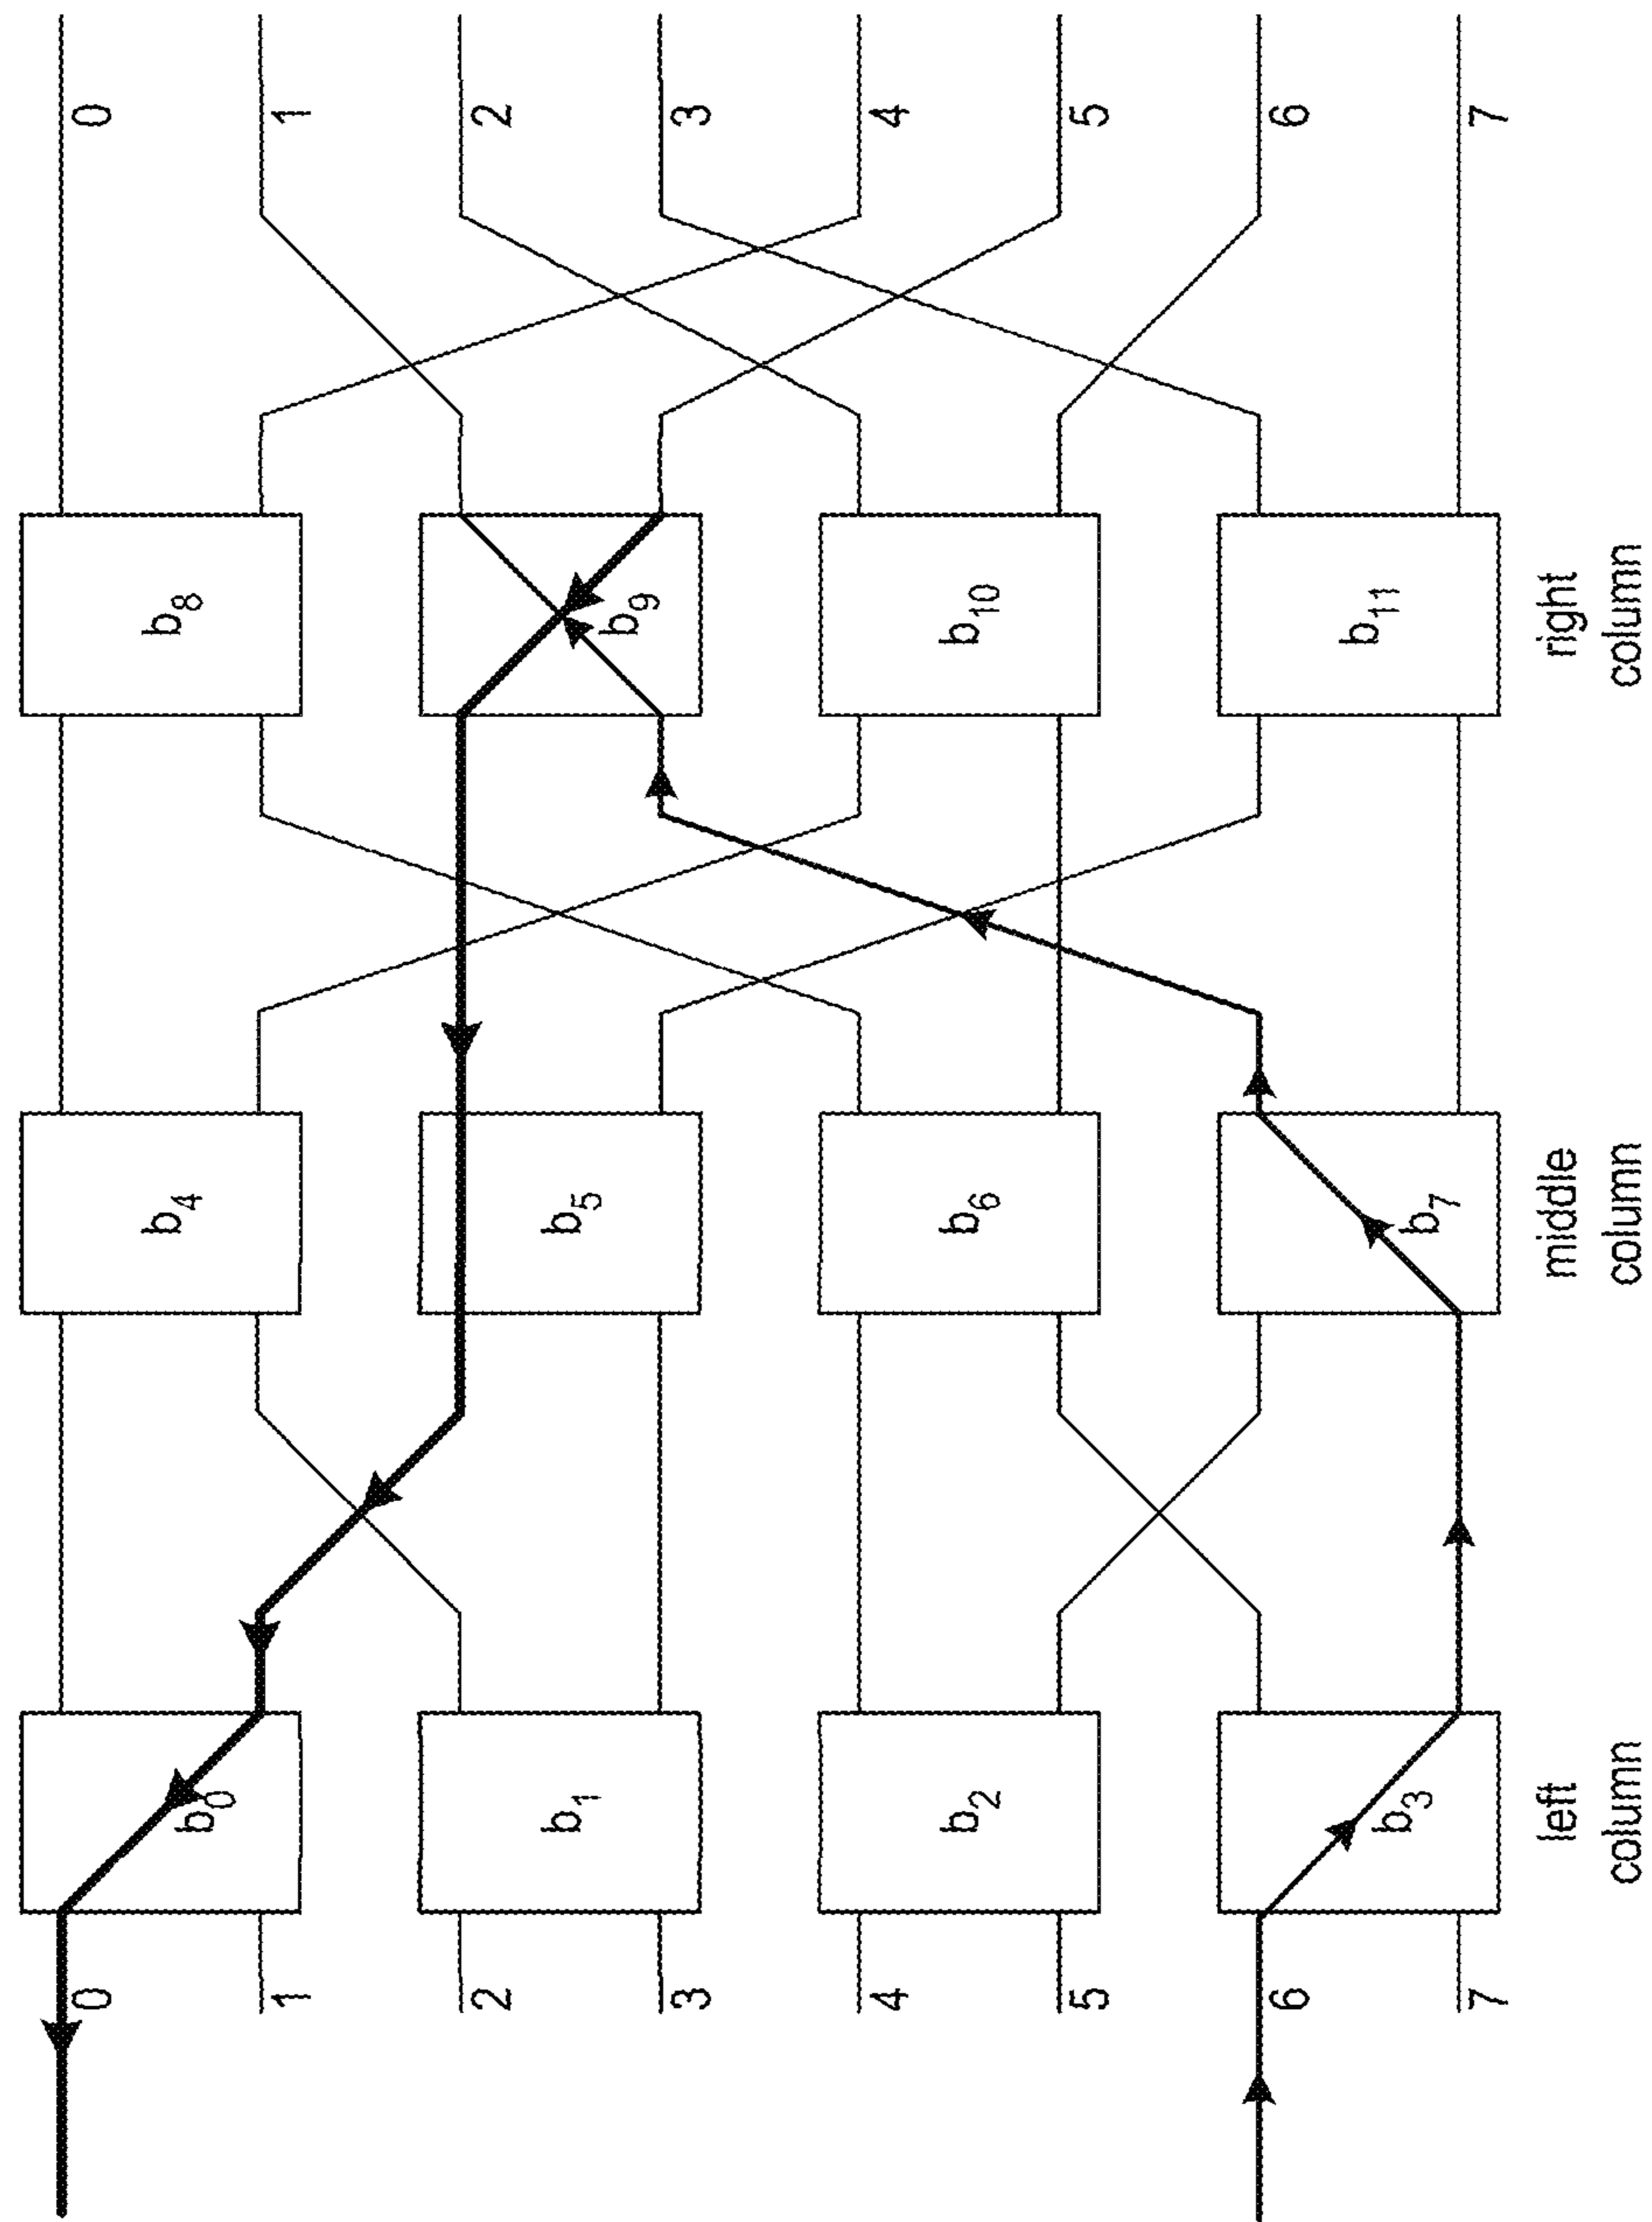 0 0
b0 b4 b8
1 1
2 2
b1 b5 b9
3 3
4 4
b2 b6 b10
5 5
6 6
b3 b7 b11
7 7
left middle right
column column column